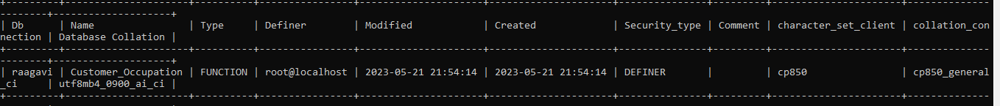 +---------+---------------------+----------+----------------+---------------------+---------------------+---------------+---------+----------------------+--------------
--------+--------------------+
| Db      | Name                | Type     | Definer        | Modified            | Created             | Security_type | Comment | character_set_client | collation_con
nection | Database Collation |
+---------+---------------------+----------+----------------+---------------------+---------------------+---------------+---------+----------------------+--------------
--------+--------------------+
| raagavi | Customer_Occupation | FUNCTION | root@localhost | 2023-05-21 21:54:14 | 2023-05-21 21:54:14 | DEFINER       |         | cp850                | cp850_general
_ci     | utf8mb4_0900_ai_ci |
+---------+---------------------+----------+----------------+---------------------+---------------------+---------------+---------+----------------------+--------------